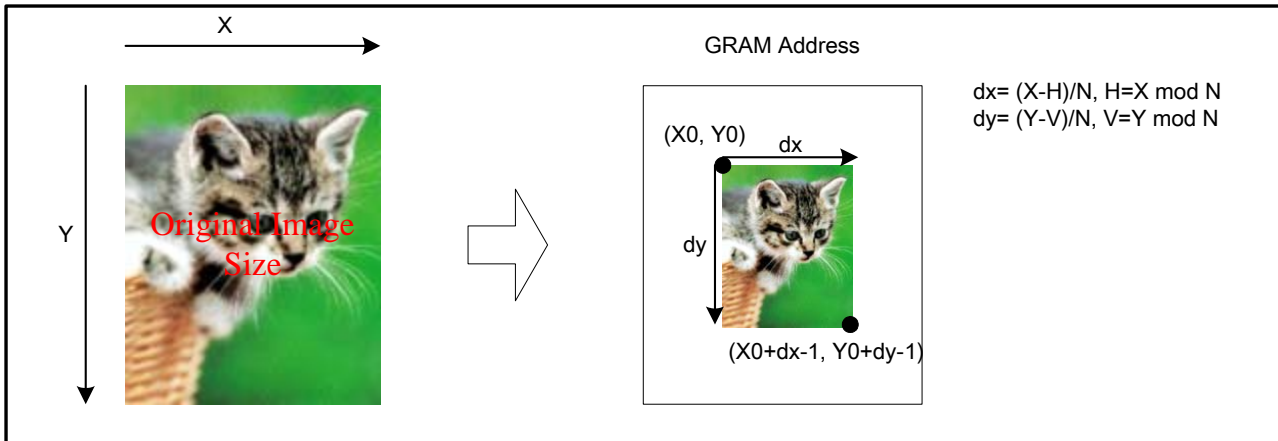 X
Y
Original Image
Size
GRAM Address
(X0, Y0)
dx
dy
(X0+dx-1, Y0+dy-1)
dx= (X-H)/N, H=X mod N
dy= (Y-V)/N, V=Y mod N